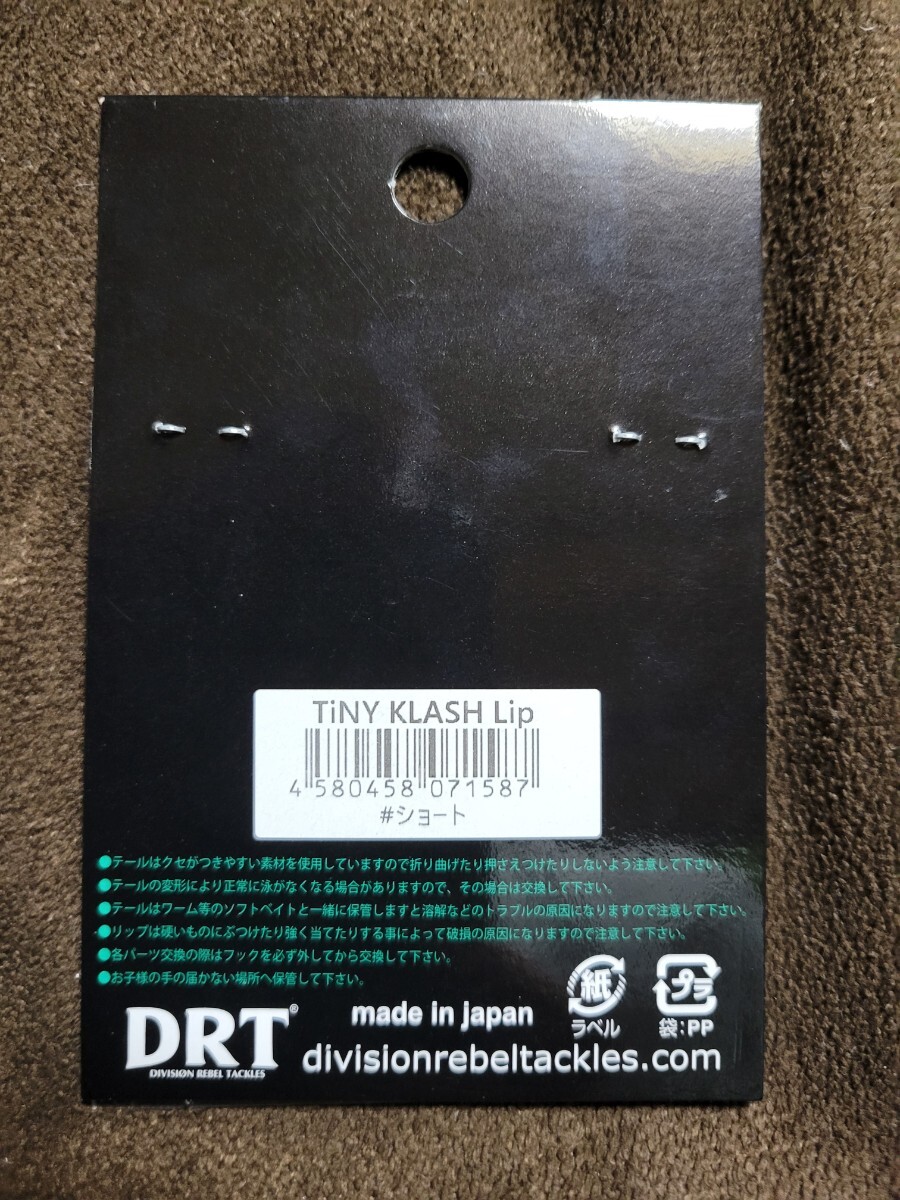 TiNY KLASH Lip
4 580458 071587
#ショート
●テールはクセがつきやすい素材を使用していますので折り曲げたり押さえつけたりしないよう注意して下さい。
●テールの変形により正常に泳がなくなる場合がありますので、その場合は交換して下さい。
●テールはワーム等のソフトベイトと一緒に保管しますと溶解などのトラブルの原因になりますので注意して下さい。
●リップは硬いものにぶつけたり強く当てたりする事によって破損の原因になりますので注意して下さい。
●各パーツ交換の際はフックを必ず外してから交換して下さい。
●お子様の手の届かない場所へ保管して下さい。
紙
ラベル
プラ
袋:PP
DRT®
DIVISION REBEL TACKLES
made in japan
divisionrebeltackles.com